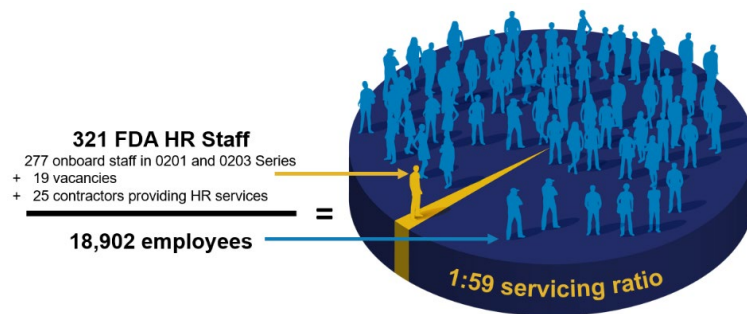 321 FDA HR Staff
277 onboard staff in 0201 and 0203 Series
+ 19 vacancies
+ 25 contractors providing HR services
=
18,902 employees
1:59 servicing ratio